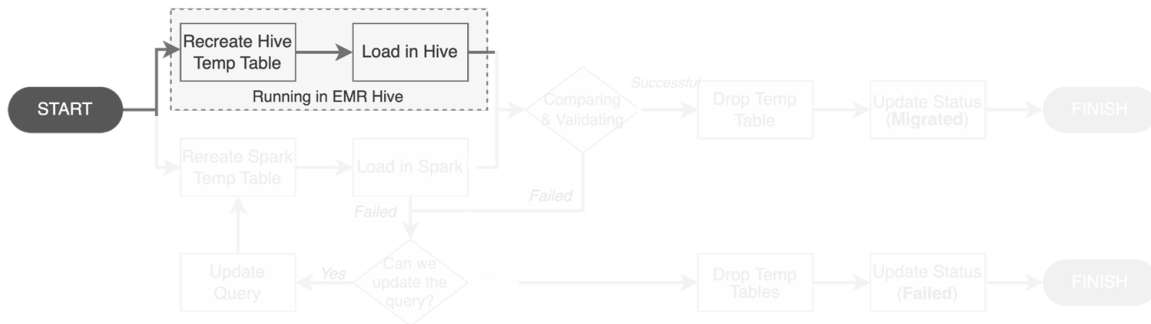 Recreate Hive
Temp Table
Load in Hive
Running in EMR Hive
START
Successful
Comparing
& Validating
Drop Temp
Table
Update Status
(Migrated)
FINISH
Rereate Spark
Temp Table
Load in Spark
Failed
Failed
Update
Query
Yes
Can we
update the
query?
Drop Temp
Tables
Update Status
(Failed)
FINISH